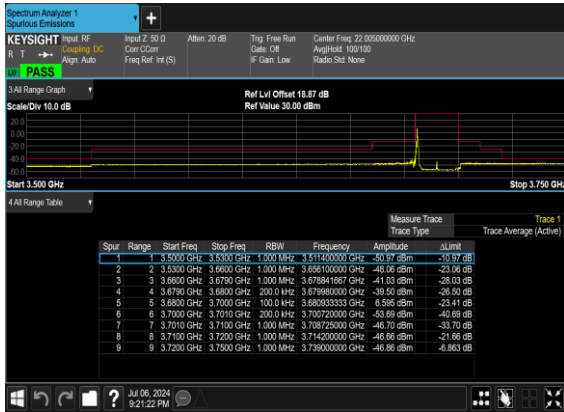 Spectrum Analyzer 1
Spurious Emissions
KEYSIGHT Input: RF Input Z: 50 Ω Atten: 20 dB Trig: Free Run Center Freq: 22.005000000 GHz
R T Coupling: DC Corr CCorr Gate: Off Avg|Hold: 100/100
Align: Auto Freq Ref: Int (S) IF Gain: Low Radio Std: None
LXI PASS
3 All Range Graph
Ref Lvl Offset 18.87 dB
Scale/Div 10.0 dB Ref Value 30.00 dBm
20.0
0.00
-20.0
-40.0
-60.0
Start 3.500 GHz Stop 3.750 GHz
4 All Range Table
Measure Trace Trace 1
Trace Type Trace Average (Active)
Spur Range Start Freq Stop Freq RBW Frequency Amplitude ΔLimit
1 1 3.5000 GHz 3.5300 GHz 1.000 MHz 3.511400000 GHz -50.97 dBm -10.97 dB
2 2 3.5300 GHz 3.6600 GHz 1.000 MHz 3.656100000 GHz -48.06 dBm -23.06 dB
3 3 3.6600 GHz 3.6790 GHz 1.000 MHz 3.678841667 GHz -41.03 dBm -28.03 dB
4 4 3.6790 GHz 3.6800 GHz 200.0 kHz 3.679980000 GHz -39.50 dBm -26.50 dB
5 5 3.6800 GHz 3.7000 GHz 100.0 kHz 3.680933333 GHz 6.595 dBm -23.41 dB
6 6 3.7000 GHz 3.7010 GHz 200.0 kHz 3.700720000 GHz -53.69 dBm -40.69 dB
7 7 3.7010 GHz 3.7100 GHz 1.000 MHz 3.708725000 GHz -46.70 dBm -33.70 dB
8 8 3.7100 GHz 3.7200 GHz 1.000 MHz 3.714200000 GHz -46.66 dBm -21.66 dB
9 9 3.7200 GHz 3.7500 GHz 1.000 MHz 3.739000000 GHz -46.86 dBm -6.863 dB
Jul 06, 2024
9:21:22 PM